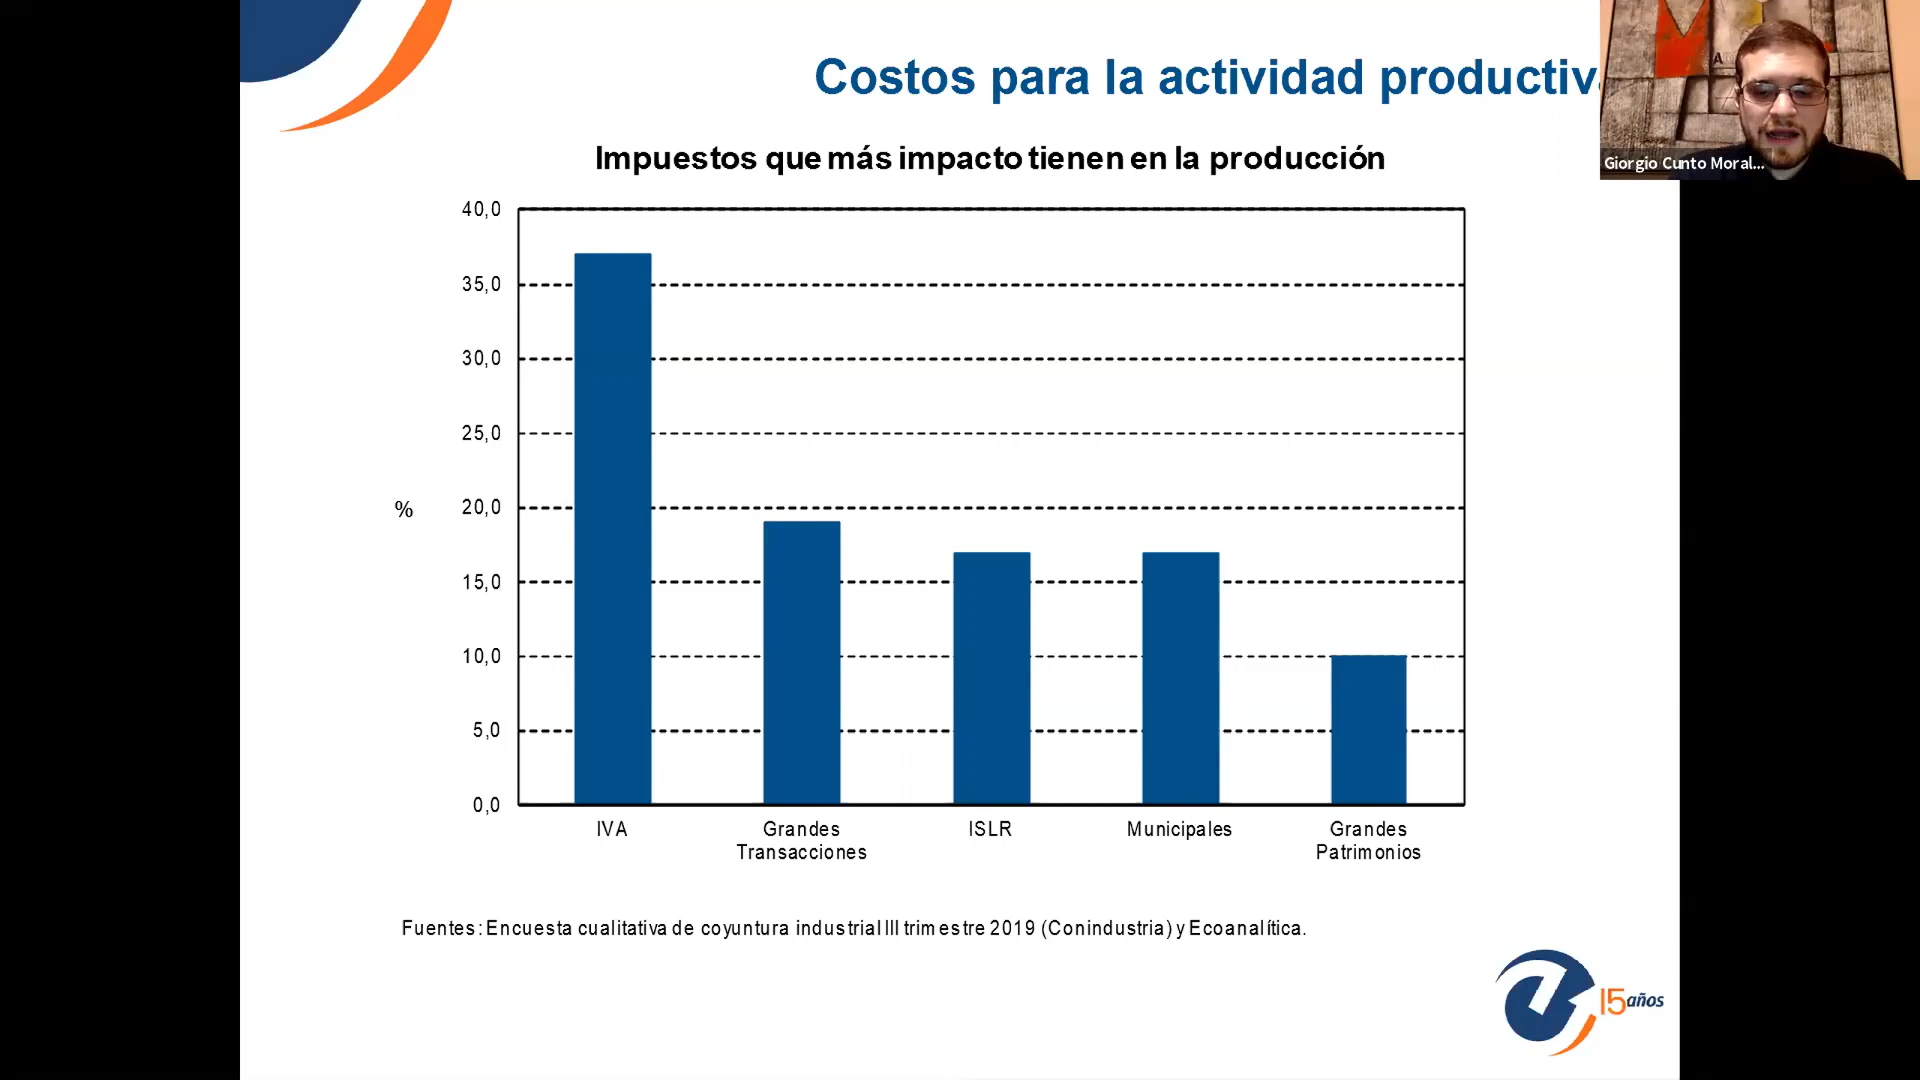 Costos para la actividad productiv
Giorgio Cunto Moral...
Impuestos que más impacto tienen en la producción
40,0
35,0
30,0
25,0
%
20,0
15,0
10,0
5,0
0,0
IVA
Grandes
Transacciones
ISLR
Municipales
Grandes
Patrimonios
Fuentes: Encuesta cualitativa de coyuntura industrial III trimestre 2019 (Conindustria) y Ecoanalítica.
15años